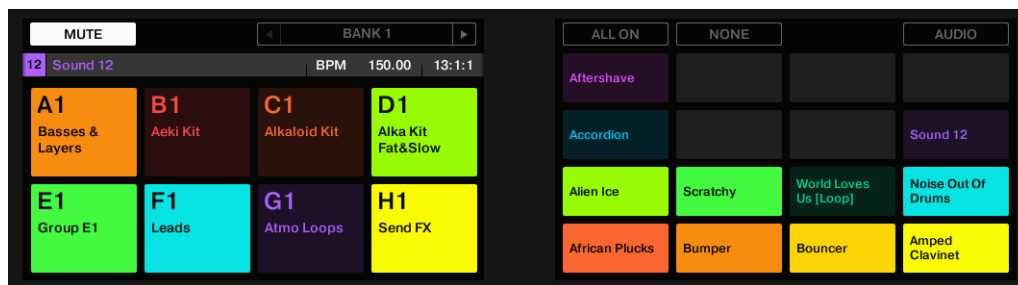 MUTE
BANK 1
12 Sound 12
BPM 150.00 13:1:1
A1
Basses &
Layers
B1
Aeki Kit
C1
Alkaloid Kit
D1
Alka Kit
Fat&Slow
E1
Group E1
F1
Leads
G1
Atmo Loops
H1
Send FX
ALL ON
NONE
AUDIO
Aftershave
Accordion
Sound 12
Alien Ice
Scratchy
World Loves
Us [Loop]
Noise Out Of
Drums
African Plucks
Bumper
Bouncer
Amped
Clavinet